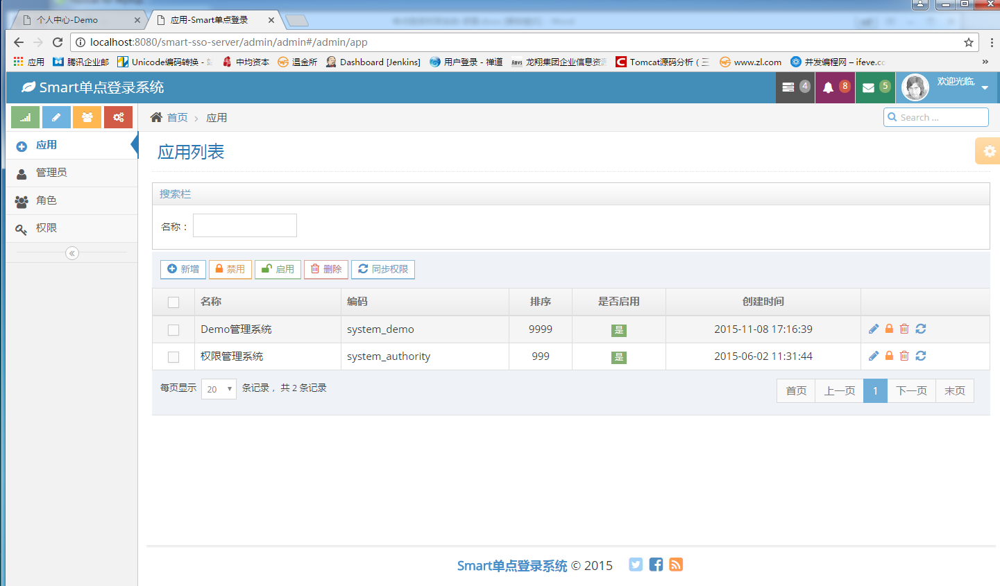 个人中心-Demo
应用-Smart单点登录
localhost:8080/smart-sso-server/admin/admin#/admin/app
应用
腾讯企业邮
Unicode编码转换 -
中均资本
温金所
Dashboard [Jenkins]
用户登录 - 禅道
龙翔集团企业信息资
Tomcat源码分析 ( 三
www.zl.com
并发编程网 – ifeve.c
»
Smart单点登录系统
4
8
5
欢迎光临,
首页 > 应用
Search ...
应用
管理员
角色
权限
应用列表
搜索栏
名称：
新增 禁用 启用 删除 同步权限
名称 编码 排序 是否启用 创建时间
Demo管理系统 system_demo 9999 是 2015-11-08 17:16:39
权限管理系统 system_authority 999 是 2015-06-02 11:31:44
每页显示 20 条记录 ，共 2 条记录
首页 上一页 1 下一页 末页
Smart单点登录系统 © 2015